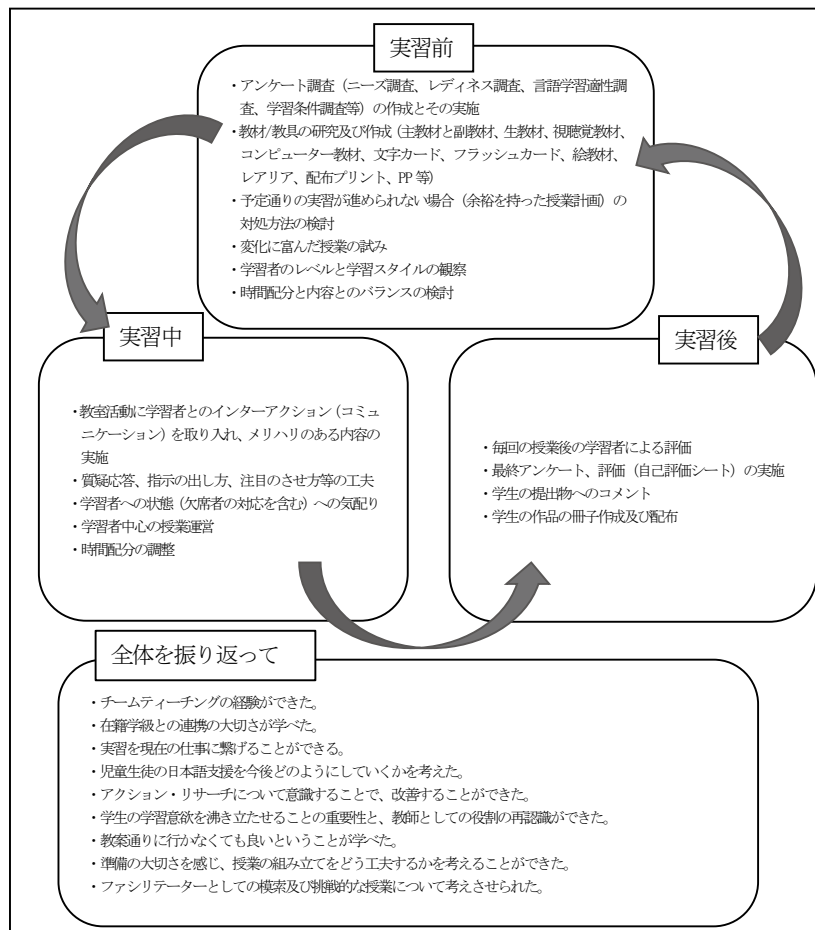 実習前
・アンケート調査（ニーズ調査、レディネス調査、言語学習適性調
査、学習条件調査等）の作成とその実施
・教材/教具の研究及び作成（主教材と副教材、生教材、視聴覚教材、
コンピューター教材、文字カード、フラッシュカード、絵教材、
レアリア、配布プリント、PP 等）
・予定通りの実習が進められない場合（余裕を持った授業計画）の
対処方法の検討
・変化に富んだ授業の試み
・学習者のレベルと学習スタイルの観察
・時間配分と内容とのバランスの検討
実習中
・教室活動に学習者とのインターアクション（コミュ
ニケーション）を取り入れ、メリハリのある内容の
実施
・質疑応答、指示の出し方、注目のさせ方等の工夫
・学習者への状態（欠席者の対応を含む）への気配り
・学習者中心の授業運営
・時間配分の調整
実習後
・毎回の授業後の学習者による評価
・最終アンケート、評価（自己評価シート）の実施
・学生の提出物へのコメント
・学生の作品の冊子作成及び配布
全体を振り返って
・チームティーチングの経験ができた。
・在籍学級との連携の大切さが学べた。
・実習を現在の仕事に繋げることができる。
・児童生徒の日本語支援を今後どのようにしていくかを考えた。
・アクション・リサーチについて意識することで、改善することができた。
・学生の学習意欲を沸き立たせることの重要性と、教師としての役割の再認識ができた。
・教案通りに行かなくても良いということが学べた。
・準備の大切さを感じ、授業の組み立てをどう工夫するかを考えることができた。
・ファシリテーターとしての模索及び挑戦的な授業について考えさせられた。